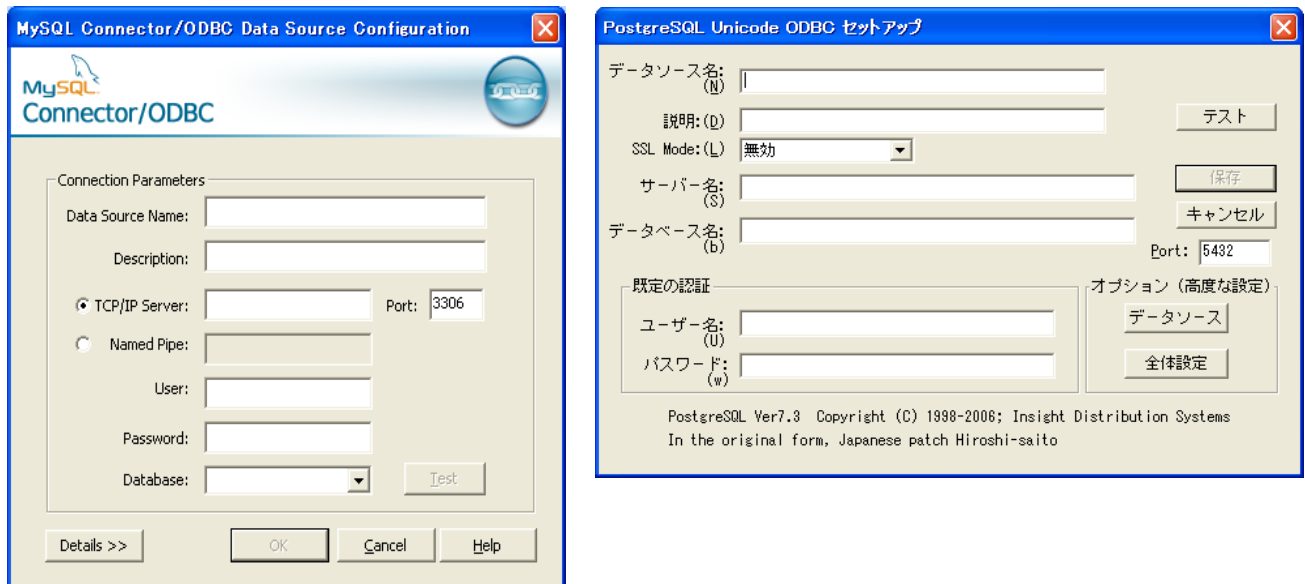 MySQL Connector/ODBC Data Source Configuration
MySQL
Connector/ODBC
Connection Parameters
Data Source Name:
Description:
TCP/IP Server:
Port: 3306
Named Pipe:
User:
Password:
Database:
Test
Details >>
OK
Cancel
Help
PostgreSQL Unicode ODBC セットアップ
データソース名:
(N)
説明:(D)
テスト
SSL Mode:(L) 無効
サーバー名:
(S)
保存
キャンセル
データベース名:
(b)
Port: 5432
既定の認証
ユーザー名:
(U)
パスワード:
(w)
オプション (高度な設定)
データソース
全体設定
PostgreSQL Ver7.3 Copyright (C) 1998-2006; Insight Distribution Systems
In the original form, Japanese patch Hiroshi-saito